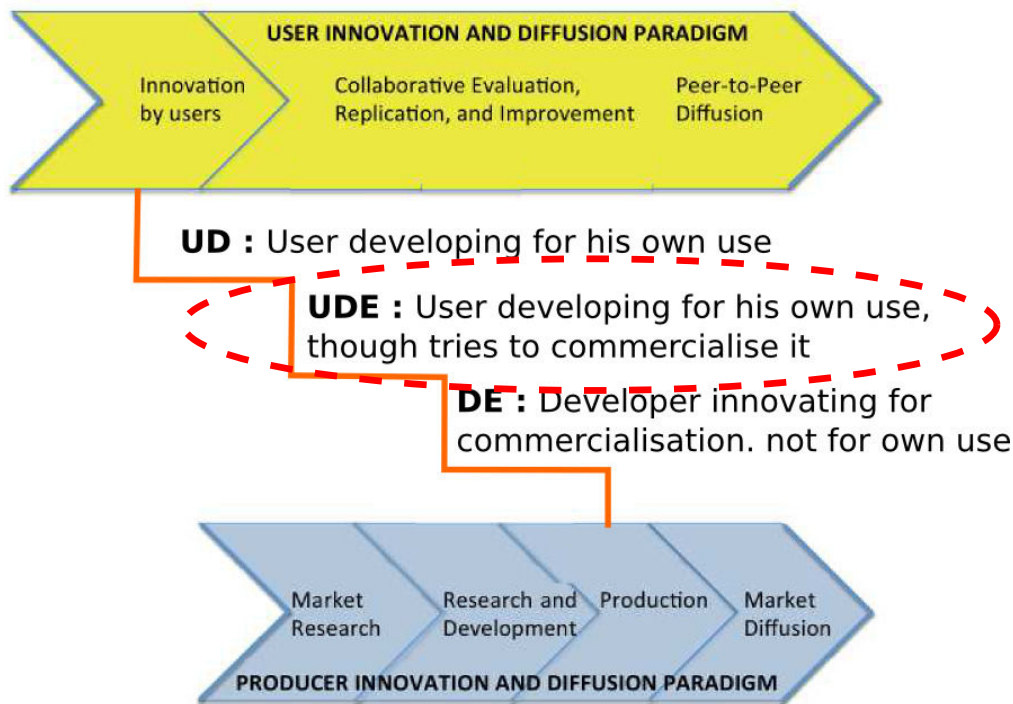 USER INNOVATION AND DIFFUSION PARADIGM
Innovation
by users
Collaborative Evaluation,
Replication, and Improvement
Peer-to-Peer
Diffusion
UD : User developing for his own use
UDE : User developing for his own use,
though tries to commercialise it
DE : Developer innovating for
commercialisation. not for own use
Market
Research
Research and
Development
Production
Market
Diffusion
PRODUCER INNOVATION AND DIFFUSION PARADIGM